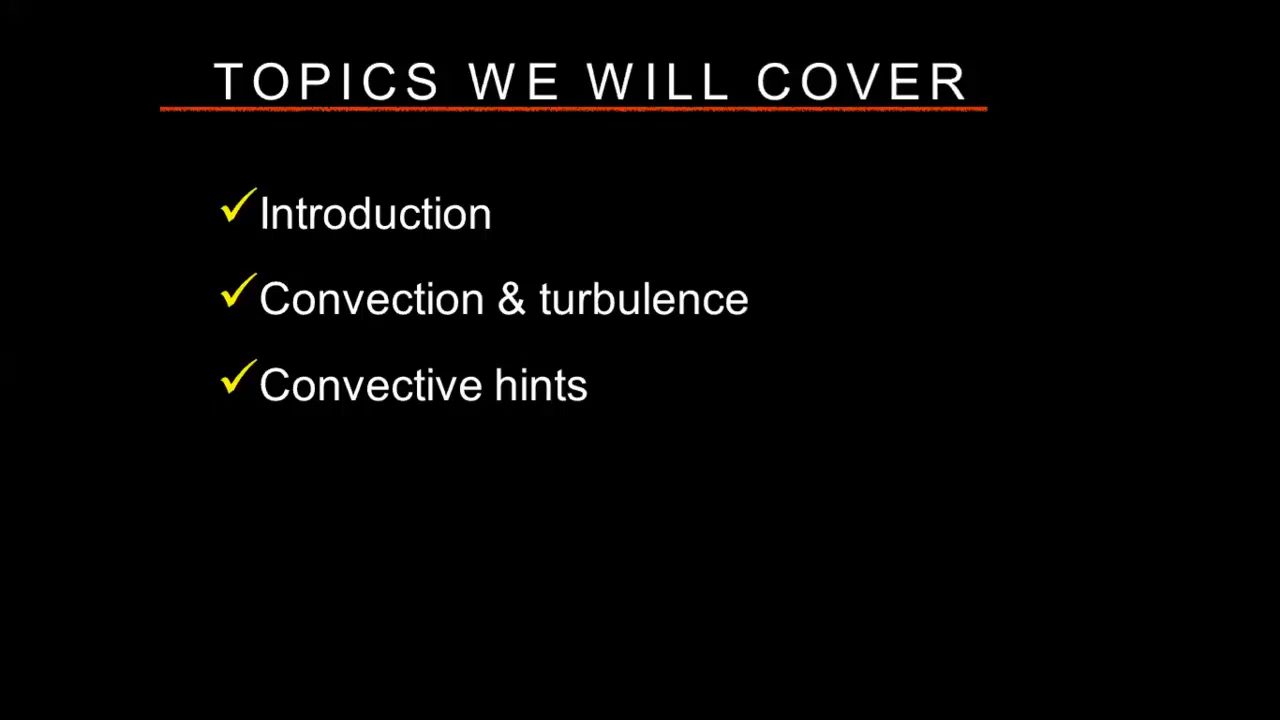 TOPICS WE WILL COVER
✓Introduction
✓Convection & turbulence
✓Convective hints